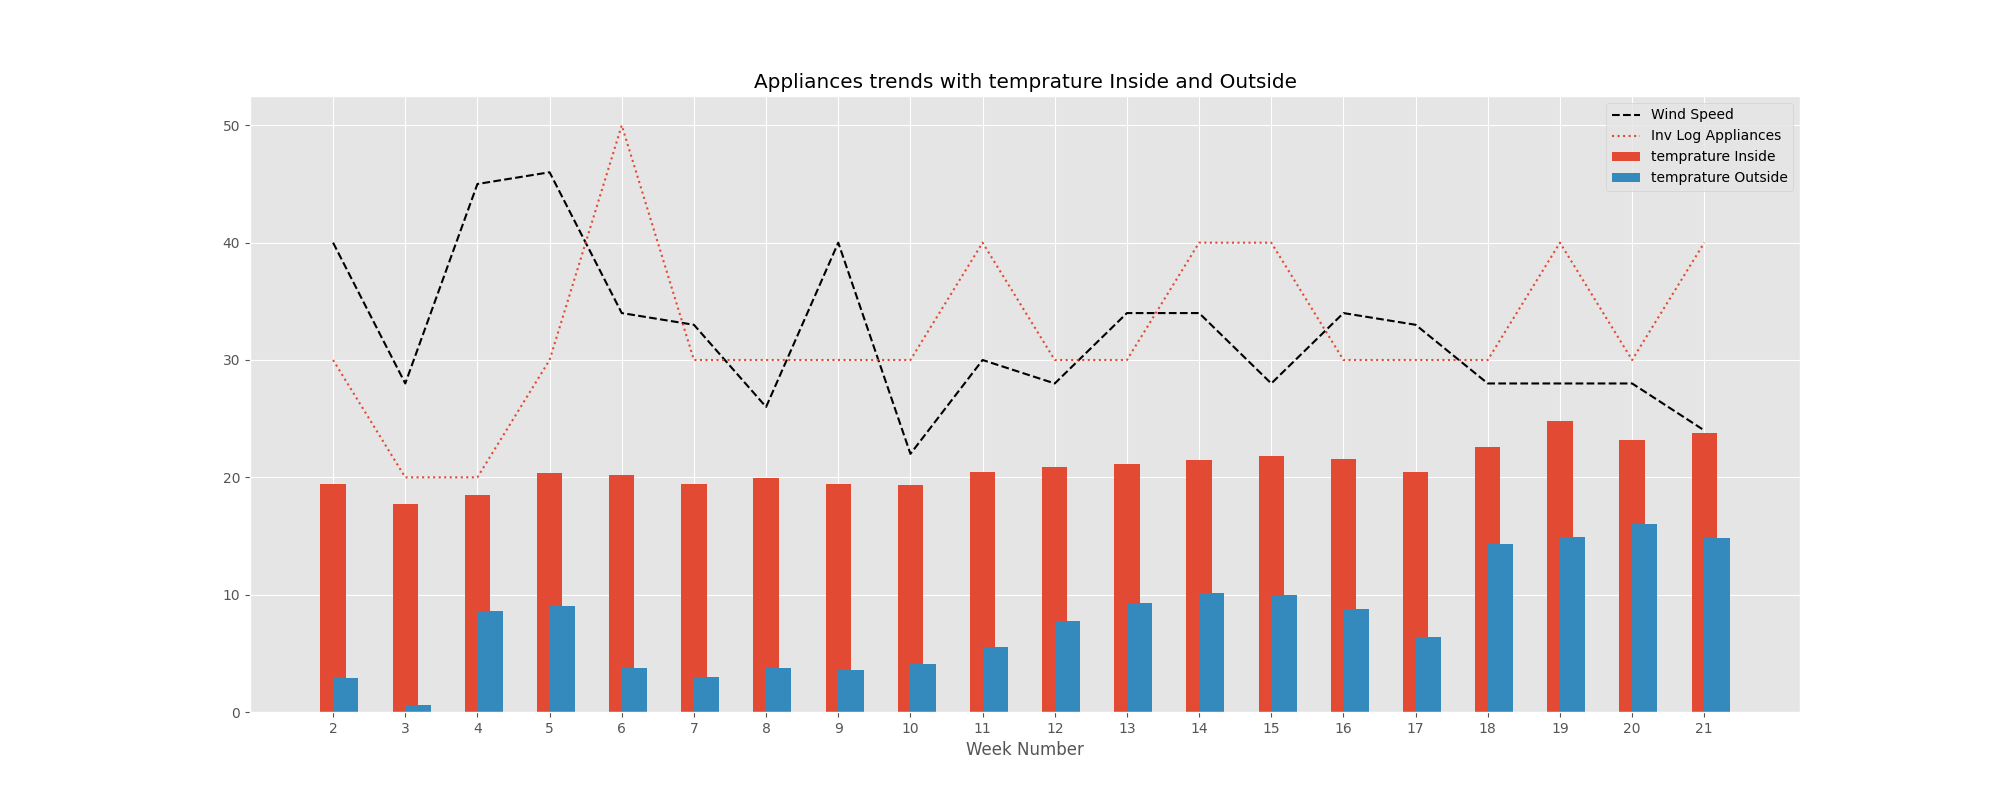 Appliances trends with temprature Inside and Outside
50
40
30
20
10
0
Wind Speed
Inv Log Appliances
temprature Inside
temprature Outside
2 3 4 5 6 7 8 9 10 11 12 13 14 15 16 17 18 19 20 21
Week Number